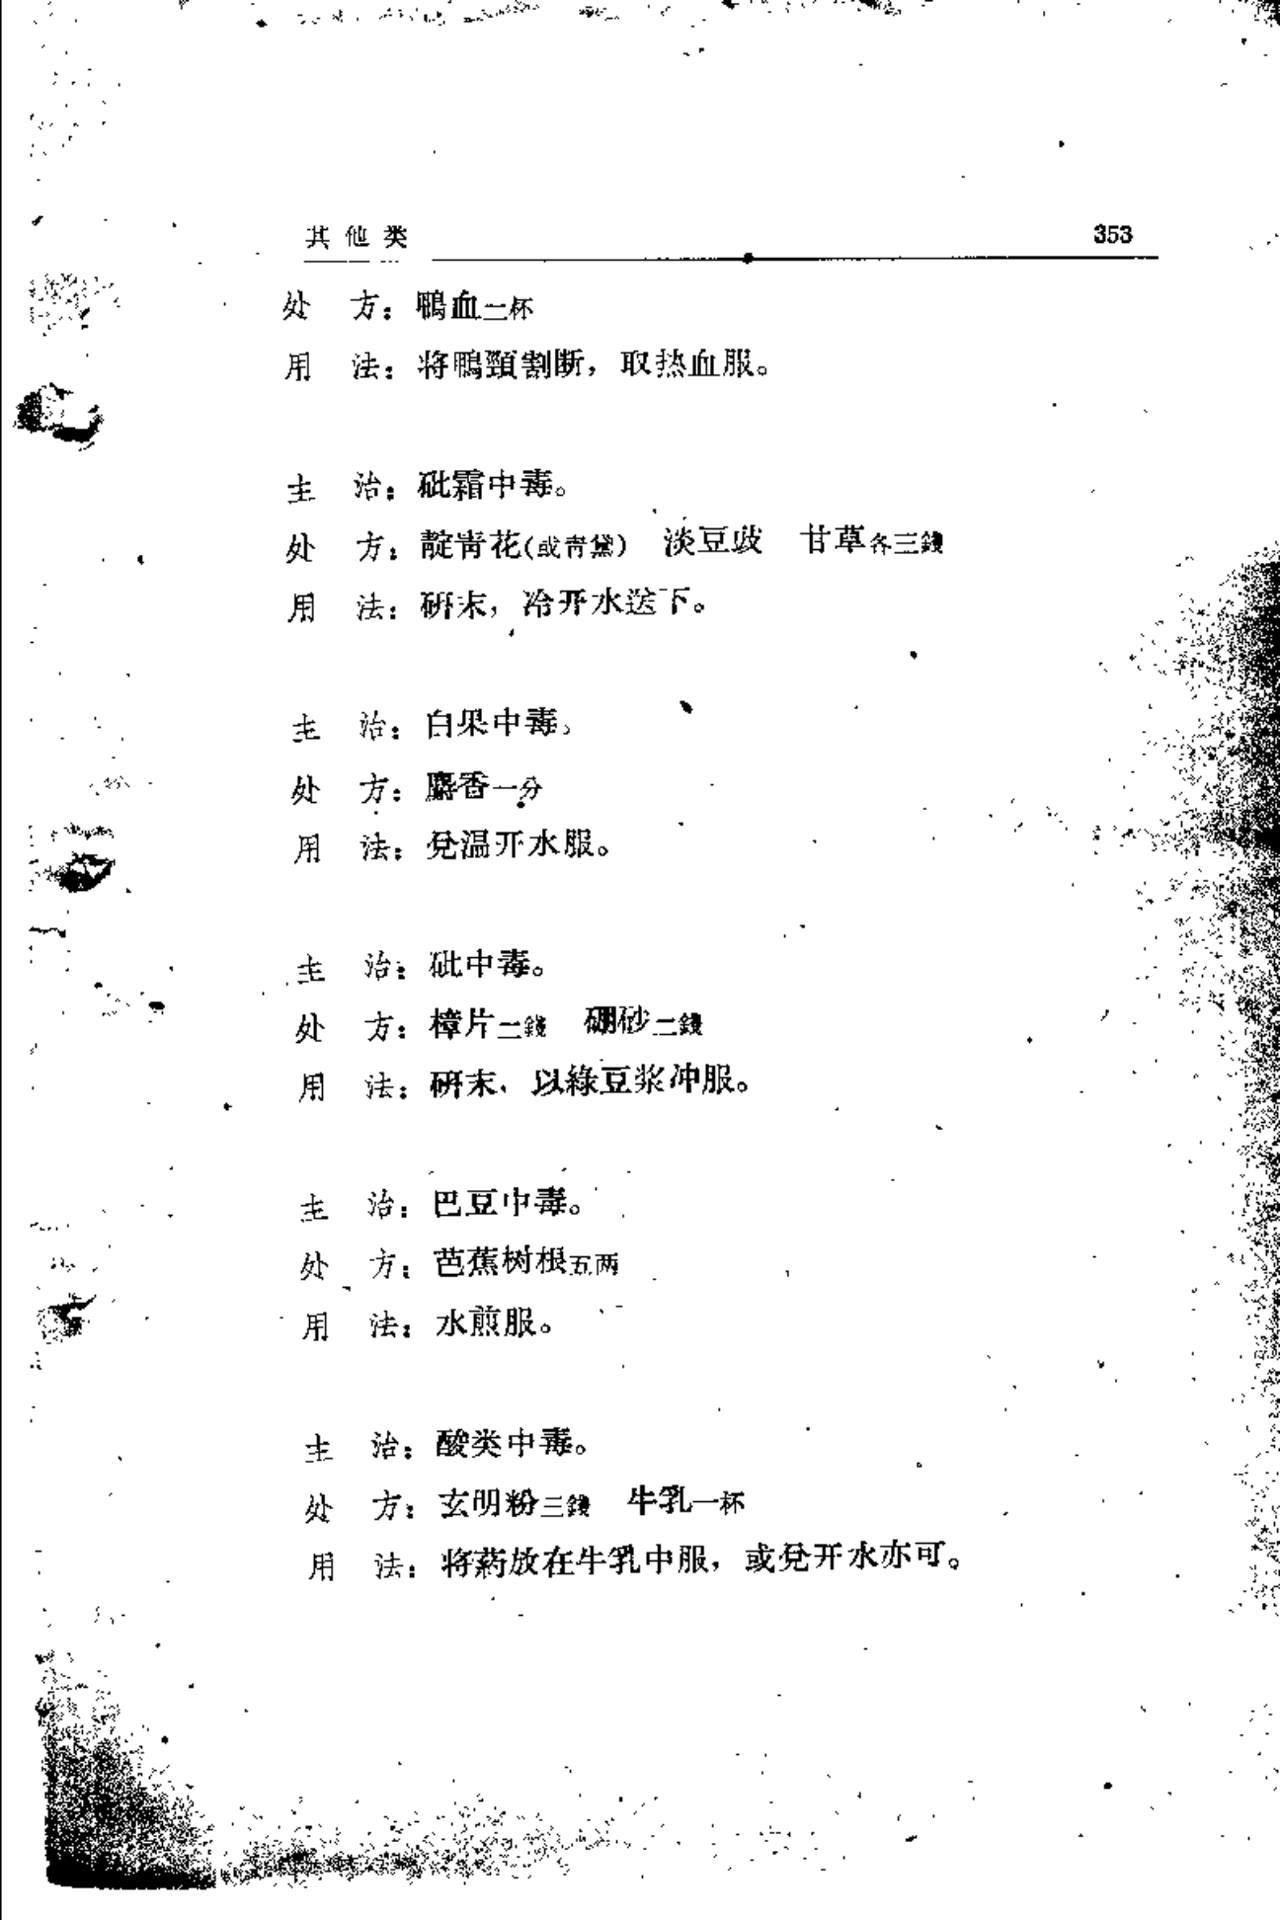 其他类 353
处 方：鴨血一杯
用 法：将鴨頸割断，取热血服。
主 治：砒霜中毒。
处 方：靛青花(或青黛) 淡豆豉 甘草各三錢
用 法：研末，冷开水送下。
主 治：白果中毒。
处 方：麝香一分
用 法：兌温开水服。
主 治：砒中毒。
处 方：樟片二錢 硼砂二錢
用 法：研末，以綠豆浆冲服。
主 治：巴豆中毒。
处 方：芭蕉树根五两
用 法：水煎服。
主 治：酸类中毒。
处 方：玄明粉三錢 牛乳一杯
用 法：将葯放在牛乳中服，或兌开水亦可。